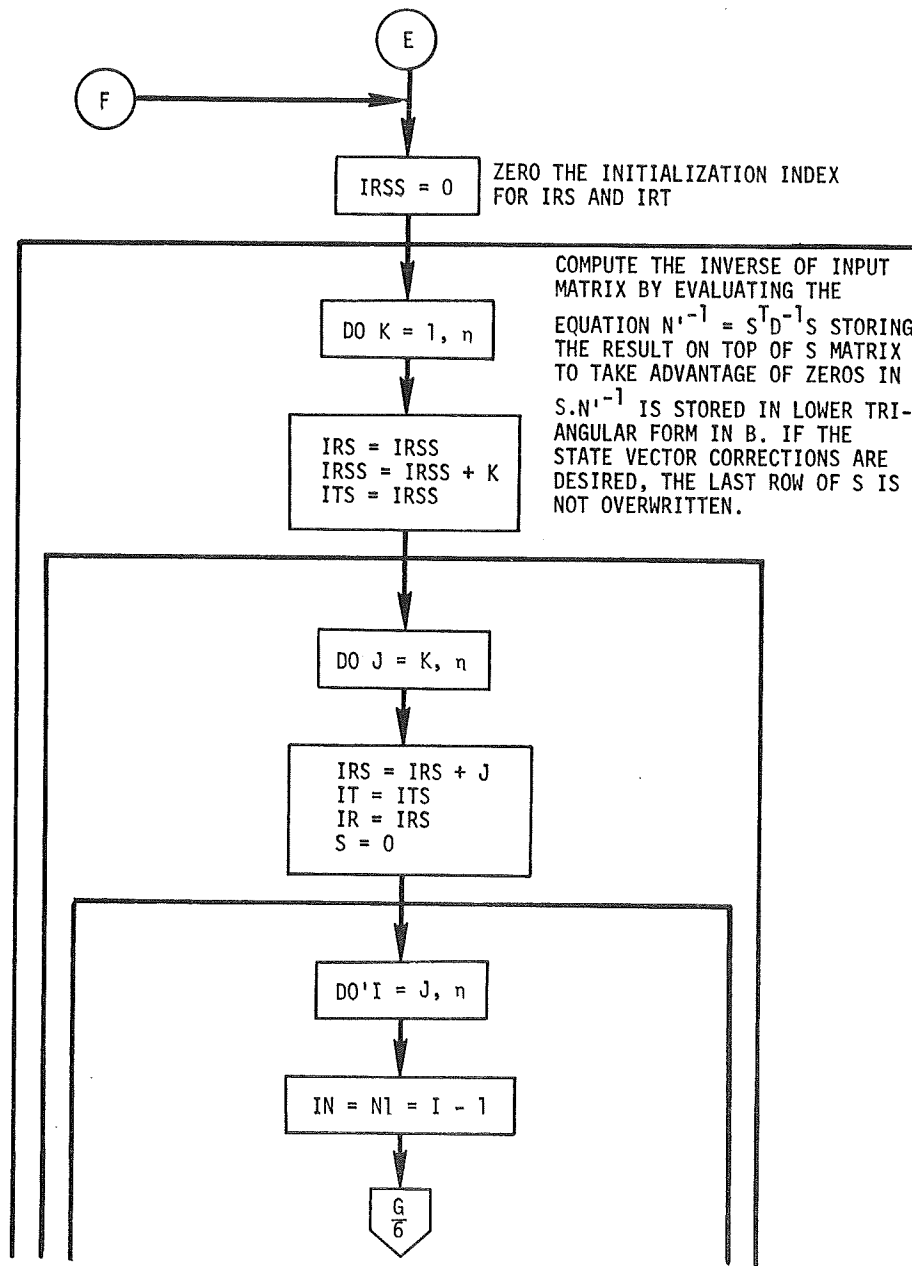 E
F
IRSS = 0
ZERO THE INITIALIZATION INDEX
FOR IRS AND IRT
COMPUTE THE INVERSE OF INPUT
MATRIX BY EVALUATING THE
EQUATION N'⁻¹ = SᵀD⁻¹S STORING
THE RESULT ON TOP OF S MATRIX
TO TAKE ADVANTAGE OF ZEROS IN
S.N'⁻¹ IS STORED IN LOWER TRI-
ANGULAR FORM IN B. IF THE
STATE VECTOR CORRECTIONS ARE
DESIRED, THE LAST ROW OF S IS
NOT OVERWRITTEN.
DO K = 1, η
IRS = IRSS
IRSS = IRSS + K
ITS = IRSS
DO J = K, η
IRS = IRS + J
IT = ITS
IR = IRS
S = 0
DO'I = J, η
IN = N1 = I - 1
G
6